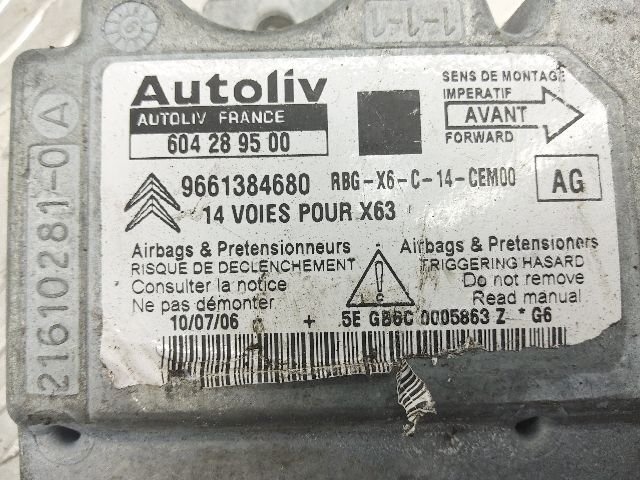 1-1-1
21610281-0 A
Autoliv
AUTOLIV FRANCE
604 28 95 00
SENS DE MONTAGE
IMPERATIF
AVANT
FORWARD
9661384680 RBG-X6-C-14-CEM00
AG
14 VOIES POUR X63
Airbags & Pretensionneurs
RISQUE DE DECLENCHEMENT
Consulter la notice
Ne pas démonter
Airbags & Pretensioners
TRIGGERING HASARD
Do not remove
Read manual
10/07/06 + 5E GB6C 0005863 Z * G6